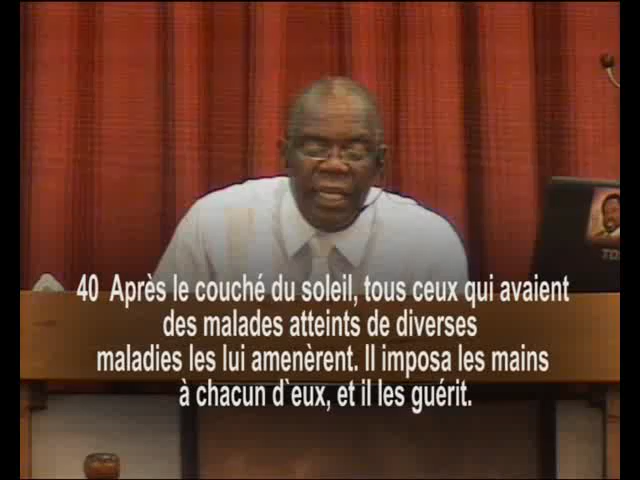 40 Après le couché du soleil, tous ceux qui avaient
des malades atteints de diverses
maladies les lui amenèrent. Il imposa les mains
à chacun d`eux, et il les guérit.